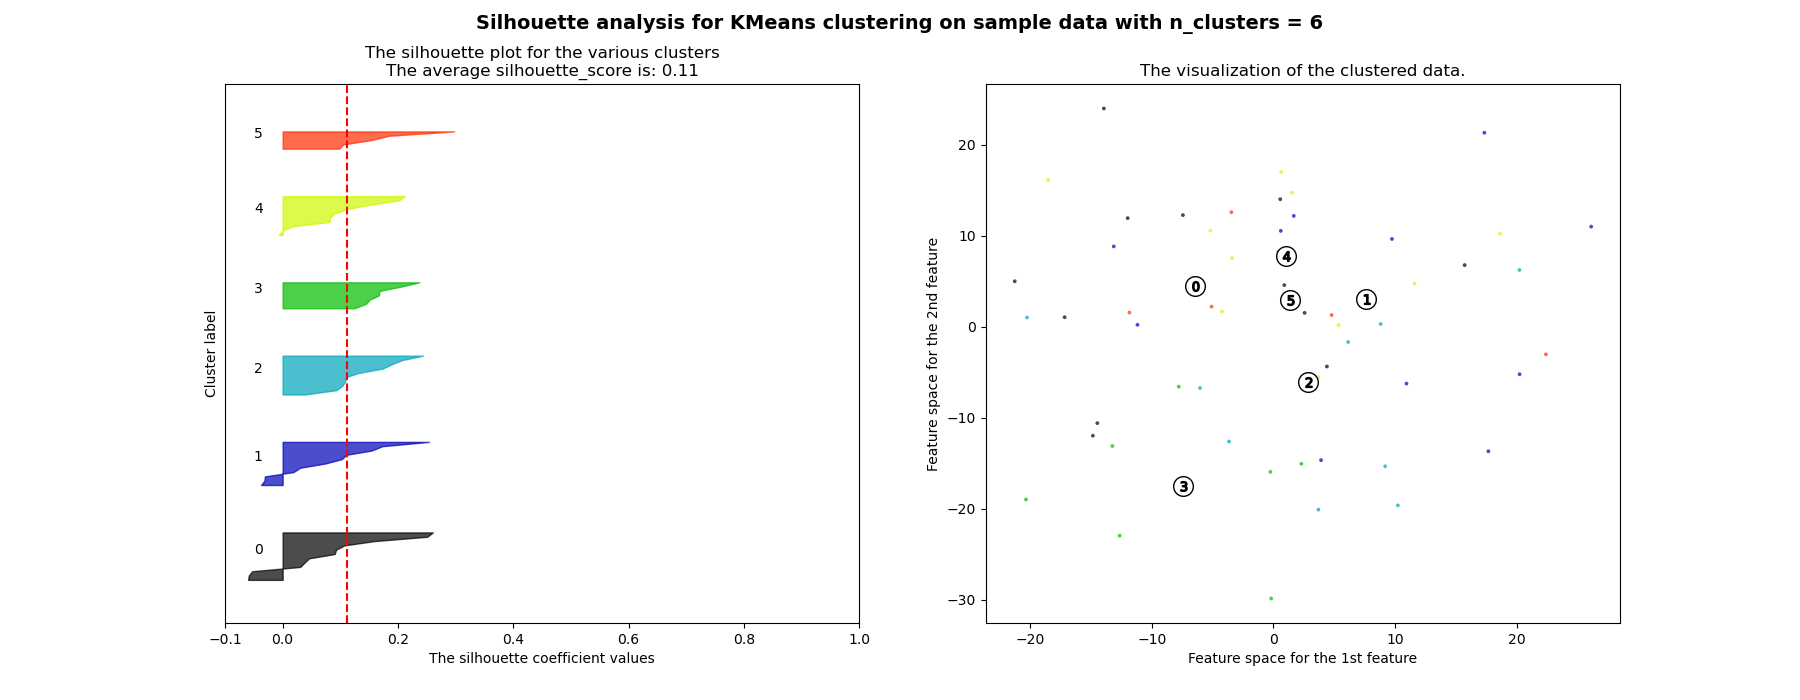 Silhouette analysis for KMeans clustering on sample data with n_clusters = 6
The silhouette plot for the various clusters
The average silhouette_score is: 0.11
5
4
3
2
1
0
Cluster label
−0.1 0.0 0.2 0.4 0.6 0.8 1.0
The silhouette coefficient values
The visualization of the clustered data.
20
10
0
−10
−20
−30
Feature space for the 2nd feature
4
0
5
1
2
3
−20 −10 0 10 20
Feature space for the 1st feature